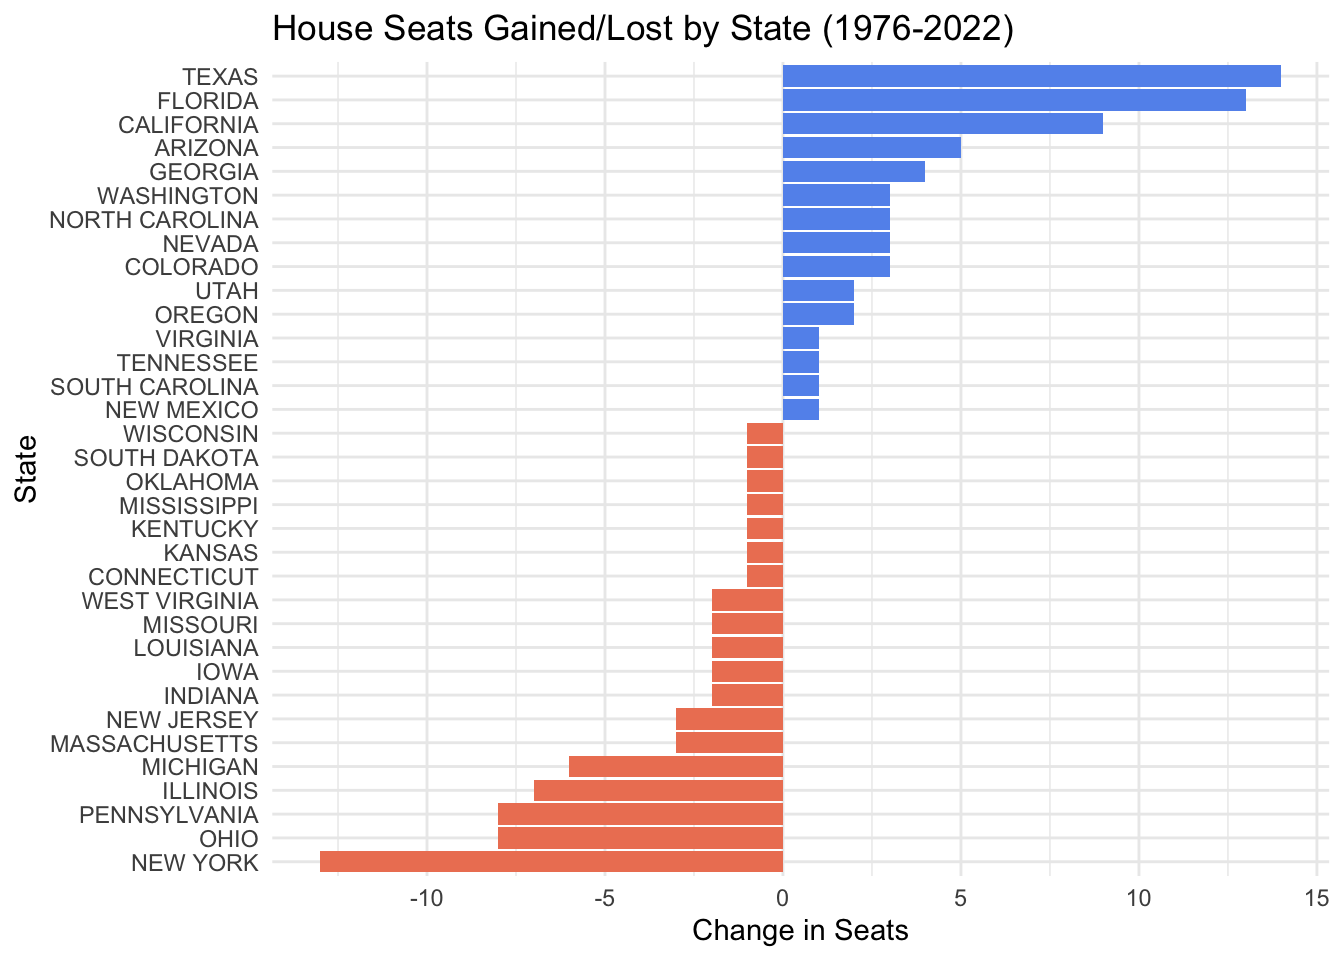 House Seats Gained/Lost by State (1976-2022)
TEXAS
FLORIDA
CALIFORNIA
ARIZONA
GEORGIA
WASHINGTON
NORTH CAROLINA
NEVADA
COLORADO
UTAH
OREGON
VIRGINIA
TENNESSEE
SOUTH CAROLINA
NEW MEXICO
WISCONSIN
SOUTH DAKOTA
OKLAHOMA
MISSISSIPPI
KENTUCKY
KANSAS
CONNECTICUT
WEST VIRGINIA
MISSOURI
LOUISIANA
IOWA
INDIANA
NEW JERSEY
MASSACHUSETTS
MICHIGAN
ILLINOIS
PENNSYLVANIA
OHIO
NEW YORK
State
-10 -5 0 5 10 15
Change in Seats